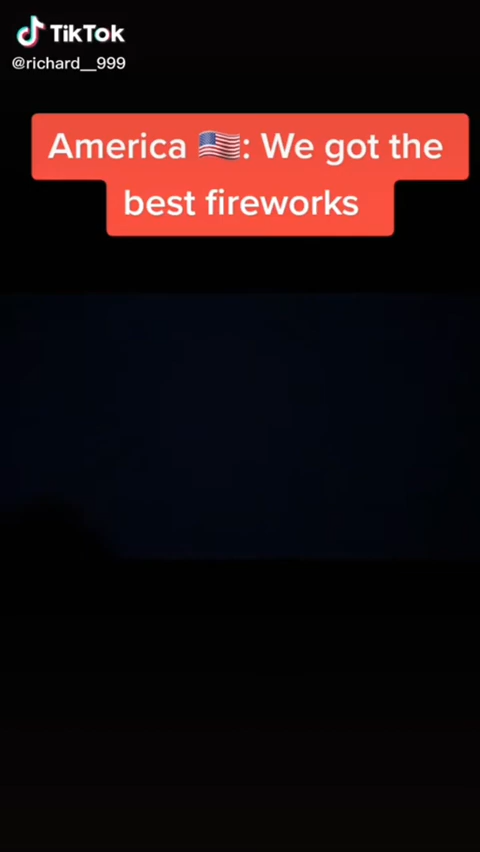 TikTok
@richard__999
America 🇺🇸: We got the
best fireworks